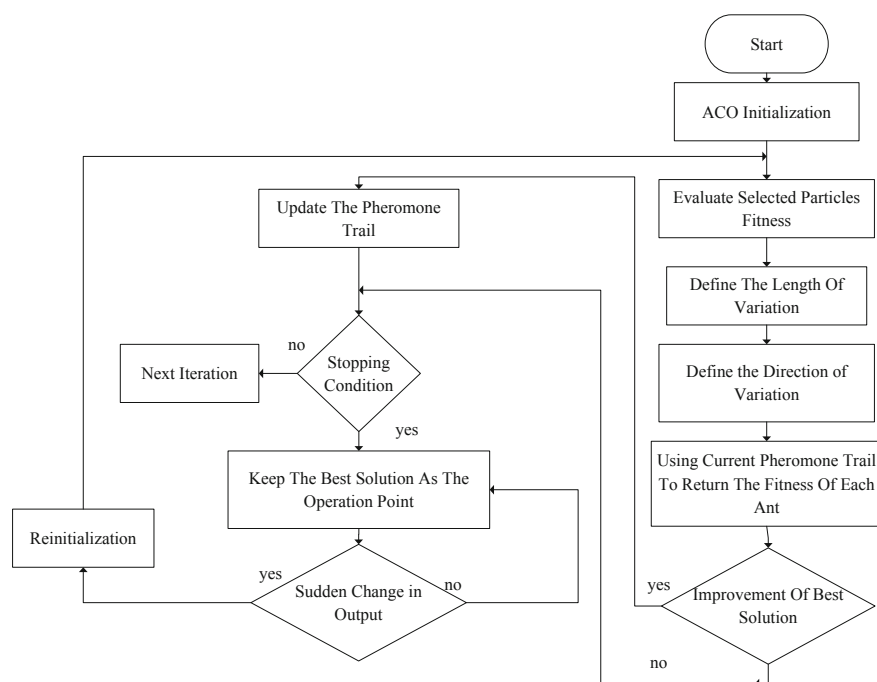 Start
ACO Initialization
Evaluate Selected Particles
Fitness
Define The Length Of
Variation
Define the Direction of
Variation
Using Current Pheromone Trail
To Return The Fitness Of Each
Ant
Improvement Of Best
Solution
yes
no
Update The Pheromone
Trail
Stopping
Condition
no
Next Iteration
yes
Keep The Best Solution As The
Operation Point
Sudden Change in
Output
yes
no
Reinitialization